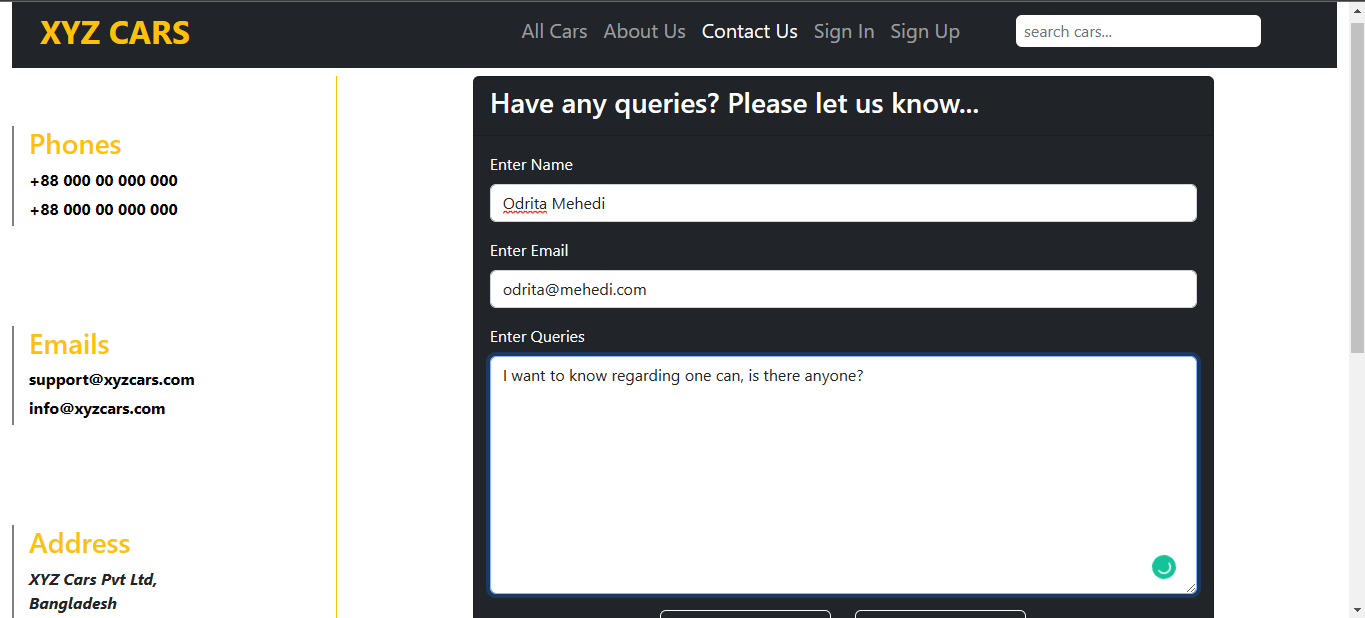 XYZ CARS
All Cars About Us Contact Us Sign In Sign Up search cars...
Phones
+88 000 00 000 000
+88 000 00 000 000
Emails
support@xyzcars.com
info@xyzcars.com
Address
XYZ Cars Pvt Ltd,
Bangladesh
Have any queries? Please let us know...
Enter Name
Odrita Mehedi
Enter Email
odrita@mehedi.com
Enter Queries
I want to know regarding one can, is there anyone?